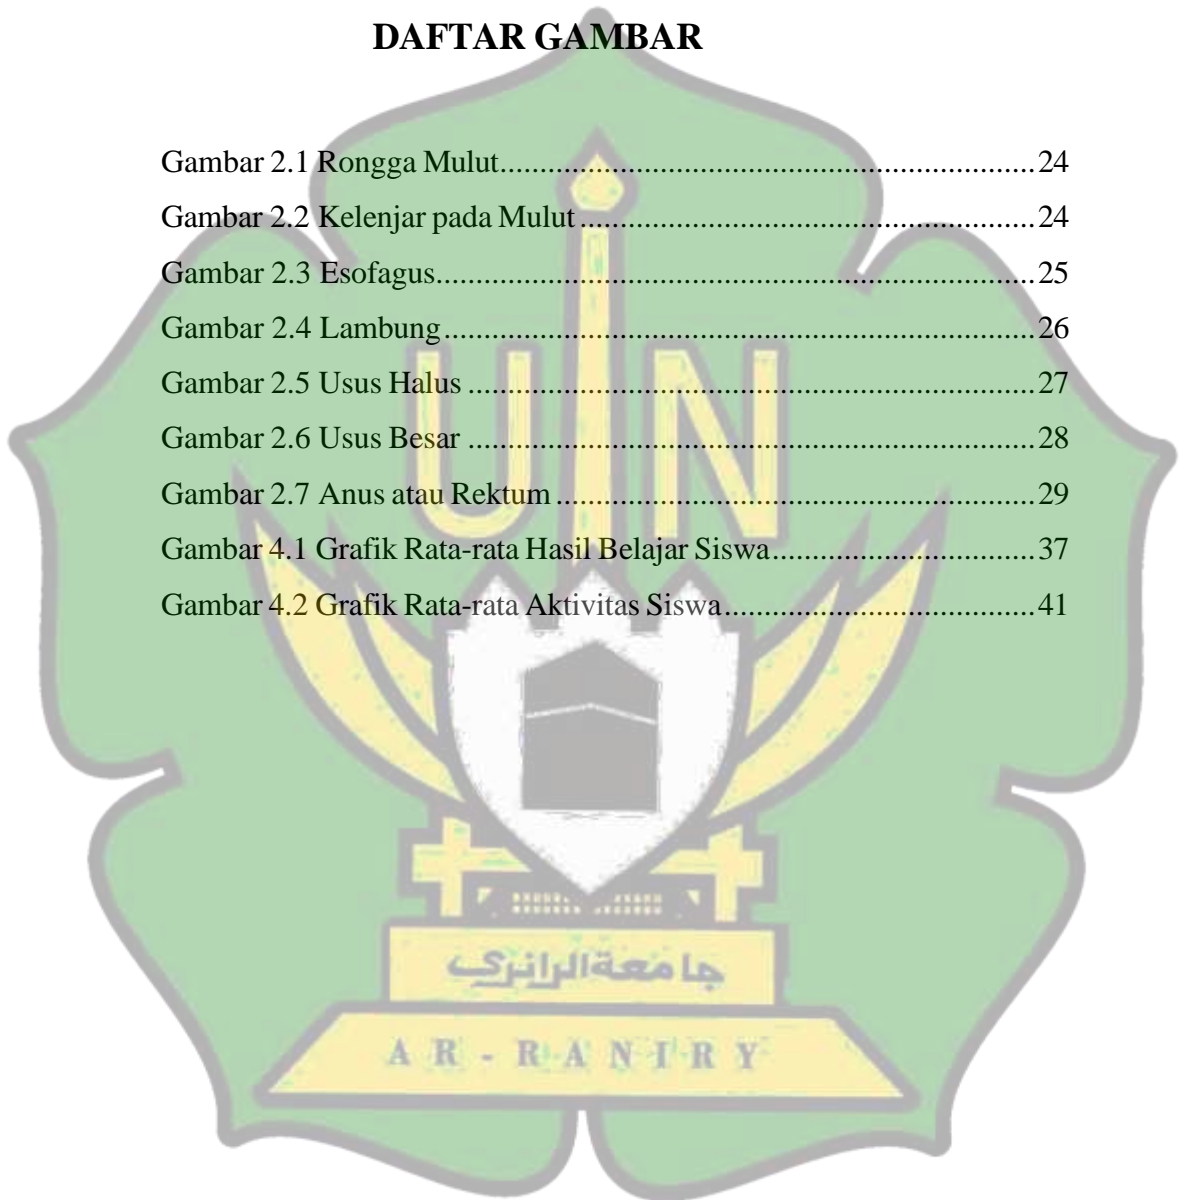 DAFTAR GAMBAR
Gambar 2.1 Rongga Mulut....................................................................24
Gambar 2.2 Kelenjar pada Mulut..........................................................24
Gambar 2.3 Esofagus............................................................................25
Gambar 2.4 Lambung...........................................................................26
Gambar 2.5 Usus Halus ........................................................................27
Gambar 2.6 Usus Besar ........................................................................28
Gambar 2.7 Anus atau Rektum .............................................................29
Gambar 4.1 Grafik Rata-rata Hasil Belajar Siswa..................................37
Gambar 4.2 Grafik Rata-rata Aktivitas Siswa........................................41
UIN
جامعة الرانري
AR-RANIRY